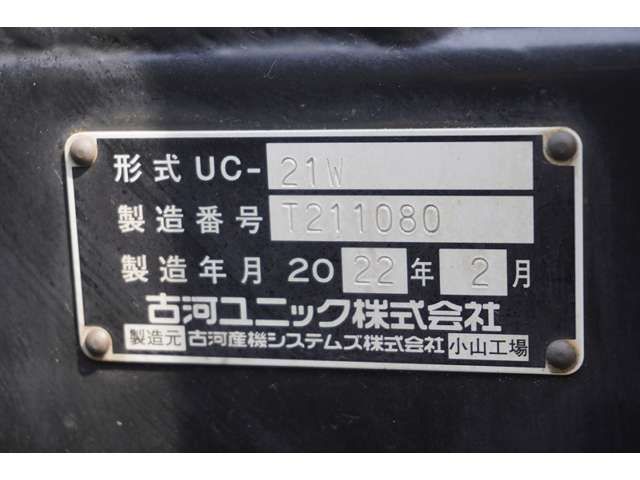 形式 UC-21W
製造番号 T211080
製造年月 2022年 2月
古河ユニック株式会社
製造元 古河産機システムズ株式会社 小山工場